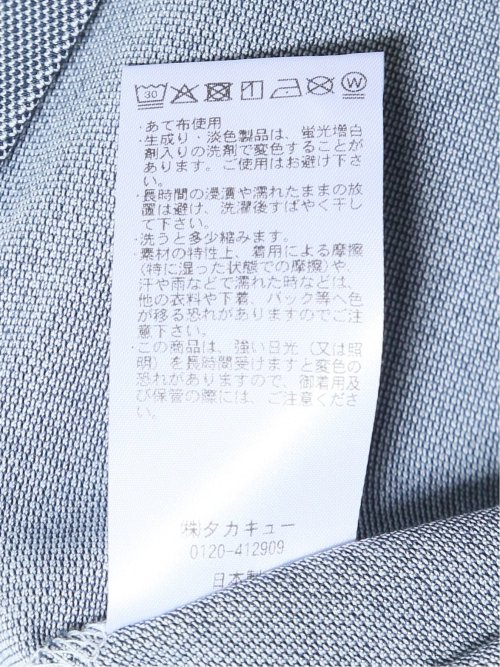 30 W
・あて布使用
・生成り・淡色製品は、蛍光増白
剤入りの洗剤で変色することが
あります。ご使用はお避け下さ
い。
・長時間の浸漬や濡れたままの放
置は避け、洗濯後すばやく干し
て下さい。
・洗うと多少縮みます。
・素材の特性上、着用による摩擦
(特に湿った状態での摩擦)や、
汗や雨などで濡れた時などは、
他の衣料や下着、バック等へ色
が移る恐れがありますのでご注
意下さい。
・この商品は、強い日光(又は照
明)を長時間受けますと変色の
恐れがありますので、御着用及
び保管の際には、ご注意くださ
い。
㈱タカキュー
0120-412909
日本製